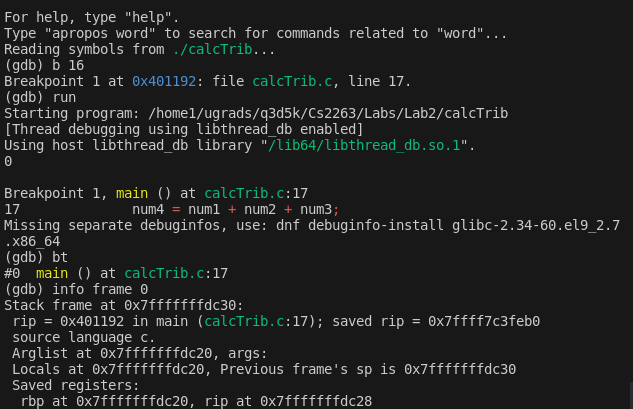 For help, type "help".
Type "apropos word" to search for commands related to "word"...
Reading symbols from ./calcTrib...
(gdb) b 16
Breakpoint 1 at 0x401192: file calcTrib.c, line 17.
(gdb) run
Starting program: /home1/ugrads/q3d5k/Cs2263/Labs/Lab2/calcTrib
[Thread debugging using libthread_db enabled]
Using host libthread_db library "/lib64/libthread_db.so.1".
0
Breakpoint 1, main () at calcTrib.c:17
17              num4 = num1 + num2 + num3;
Missing separate debuginfos, use: dnf debuginfo-install glibc-2.34-60.el9_2.7
.x86_64
(gdb) bt
#0  main () at calcTrib.c:17
(gdb) info frame 0
Stack frame at 0x7fffffffdc30:
 rip = 0x401192 in main (calcTrib.c:17); saved rip = 0x7ffff7c3feb0
 source language c.
 Arglist at 0x7fffffffdc20, args:
 Locals at 0x7fffffffdc20, Previous frame's sp is 0x7fffffffdc30
 Saved registers:
  rbp at 0x7fffffffdc20, rip at 0x7fffffffdc28